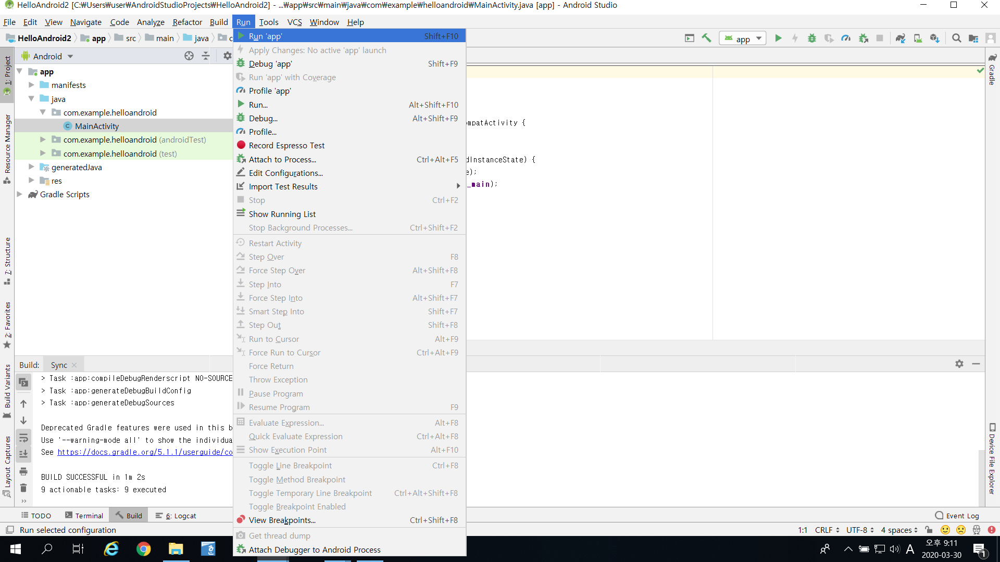 HelloAndroid2 [C:₩Users₩user₩AndroidStudioProjects₩HelloAndroid2] - ...₩app₩src₩main₩java₩com₩example₩helloandroid₩MainActivity.java [app] - Android Studio
File Edit View Navigate Code Analyze Refactor Build Run Tools VCS Window Help
HelloAndroid2 app src main java c
app
Android
1: Project
Resource Manager
7: Structure
2: Favorites
Build Variants
Layout Captures
app
manifests
java
com.example.helloandroid
MainActivity
com.example.helloandroid (androidTest)
com.example.helloandroid (test)
generatedJava
res
Gradle Scripts
Run 'app' Shift+F10
Apply Changes: No active 'app' launch
Debug 'app' Shift+F9
Run 'app' with Coverage
Profile 'app'
Run... Alt+Shift+F10
Debug... Alt+Shift+F9
Profile...
Record Espresso Test
Attach to Process... Ctrl+Alt+F5
Edit Configurations...
Import Test Results
Stop Ctrl+F2
Show Running List
Stop Background Processes... Ctrl+Shift+F2
Restart Activity
Step Over F8
Force Step Over Alt+Shift+F8
Step Into F7
Force Step Into Alt+Shift+F7
Smart Step Into Shift+F7
Step Out Shift+F8
Run to Cursor Alt+F9
Force Run to Cursor Ctrl+Alt+F9
Force Return
Throw Exception
Pause Program
Resume Program F9
Evaluate Expression... Alt+F8
Quick Evaluate Expression Ctrl+Alt+F8
Show Execution Point Alt+F10
Toggle Line Breakpoint Ctrl+F8
Toggle Method Breakpoint
Toggle Temporary Line Breakpoint Ctrl+Alt+Shift+F8
Toggle Breakpoint Enabled
View Breakpoints... Ctrl+Shift+F8
Get thread dump
Attach Debugger to Android Process
mpatActivity {
dInstanceState) {
e);
_main);
Gradle
Device File Explorer
Build: Sync
> Task :app:compileDebugRenderscript NO-SOURCE
> Task :app:generateDebugBuildConfig
> Task :app:generateDebugSources
Deprecated Gradle features were used in this b
Use '--warning-mode all' to show the individua
See https://docs.gradle.org/5.1.1/userguide/co
BUILD SUCCESSFUL in 1m 2s
9 actionable tasks: 9 executed
TODO Terminal Build 6: Logcat Event Log
Run selected configuration 1:1 CRLF UTF-8 4 spaces
A 오후 9:11
2020-03-30
1